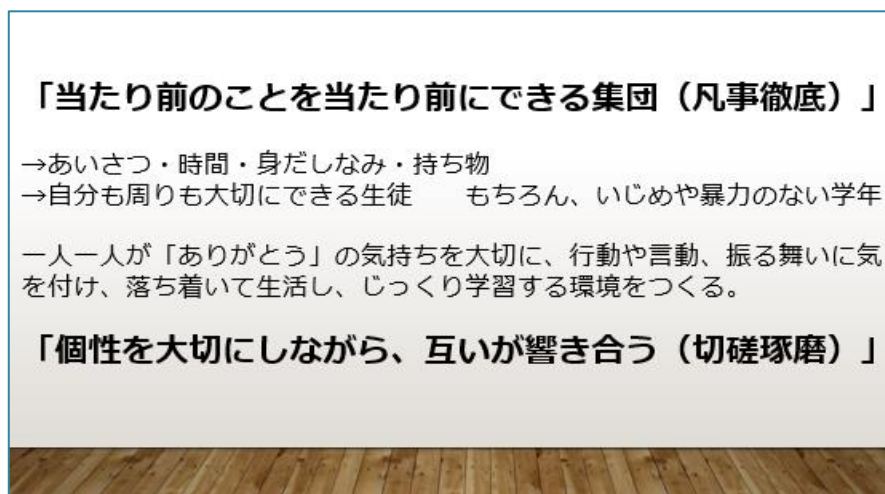 「当たり前のことを当たり前にできる集団（凡事徹底）」
→あいさつ・時間・身だしなみ・持ち物
→自分も周りも大切にできる生徒　　もちろん、いじめや暴力のない学年
一人一人が「ありがとう」の気持ちを大切に、行動や言動、振る舞いに気
を付け、落ち着いて生活し、じっくり学習する環境をつくる。
「個性を大切にしながら、互いが響き合う（切磋琢磨）」